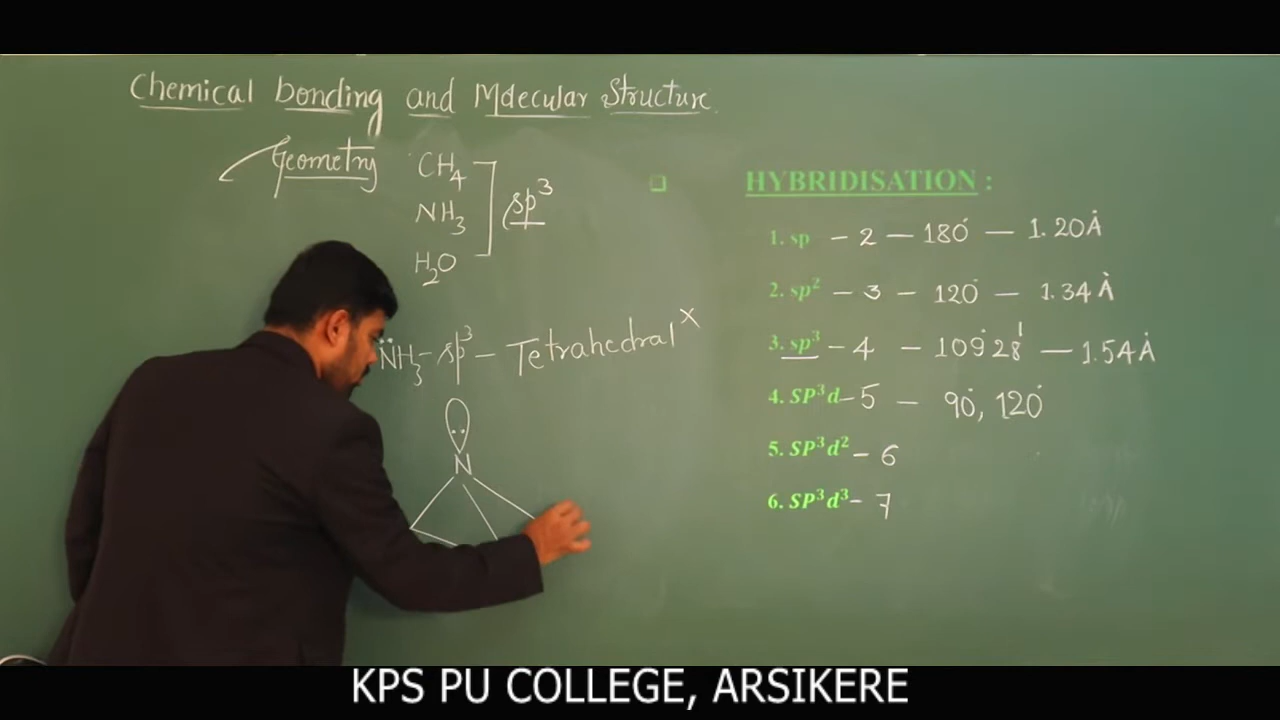 Chemical bonding and Molecular Structure.
Geometry CH4
NH3
H2O
sp3
N̈H3 - sp3 - Tetrahedral x
N
HYBRIDISATION :
1. sp - 2 - 180° - 1.20Å
2. sp² - 3 - 120° - 1.34Å
3. sp³ - 4 - 109°28' - 1.54Å
4. SP³d - 5 - 90°, 120°
5. SP³d² - 6
6. SP³d³ - 7
KPS PU COLLEGE, ARSIKERE